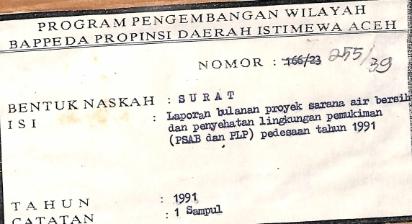 PROGRAM PENGEMBANGAN WILAYAH
BAPPEDA PROPINSI DAERAH ISTIMEWA ACEH
NOMOR : 166/23 255/39
BENTUK NASKAH : SURAT
ISI : Laporan bulanan proyek sarana air bersih
dan penyehatan lingkungan pemukiman
(PSAB dan PLP) pedesaan tahun 1991
TAHUN : 1991
CATATAN : 1 Sampul